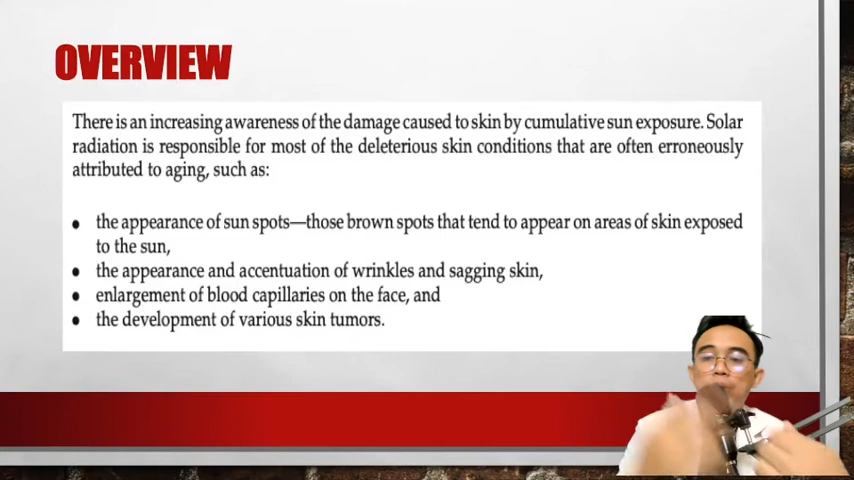 OVERVIEW
There is an increasing awareness of the damage caused to skin by cumulative sun exposure. Solar
radiation is responsible for most of the deleterious skin conditions that are often erroneously
attributed to aging, such as:
• the appearance of sun spots—those brown spots that tend to appear on areas of skin exposed
to the sun,
• the appearance and accentuation of wrinkles and sagging skin,
• enlargement of blood capillaries on the face, and
• the development of various skin tumors.